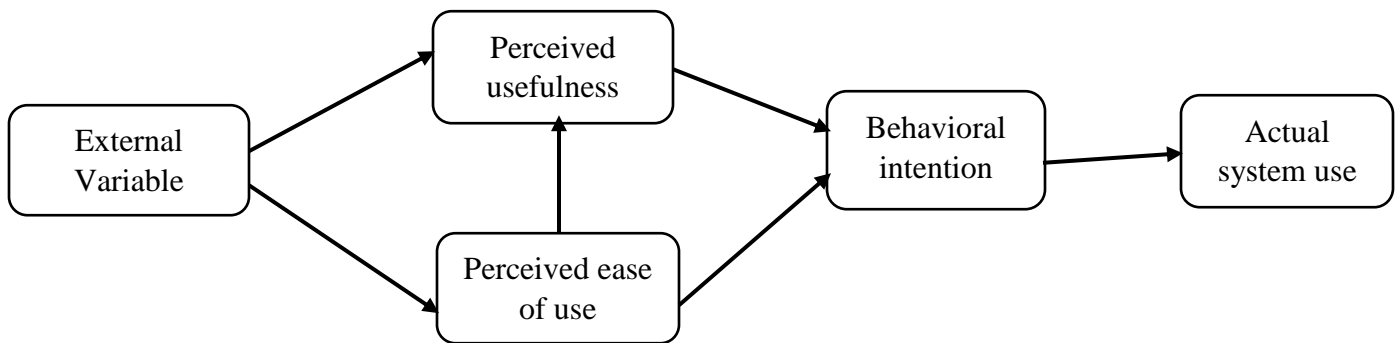 External
Variable
Perceived
usefulness
Perceived ease
of use
Behavioral
intention
Actual
system use